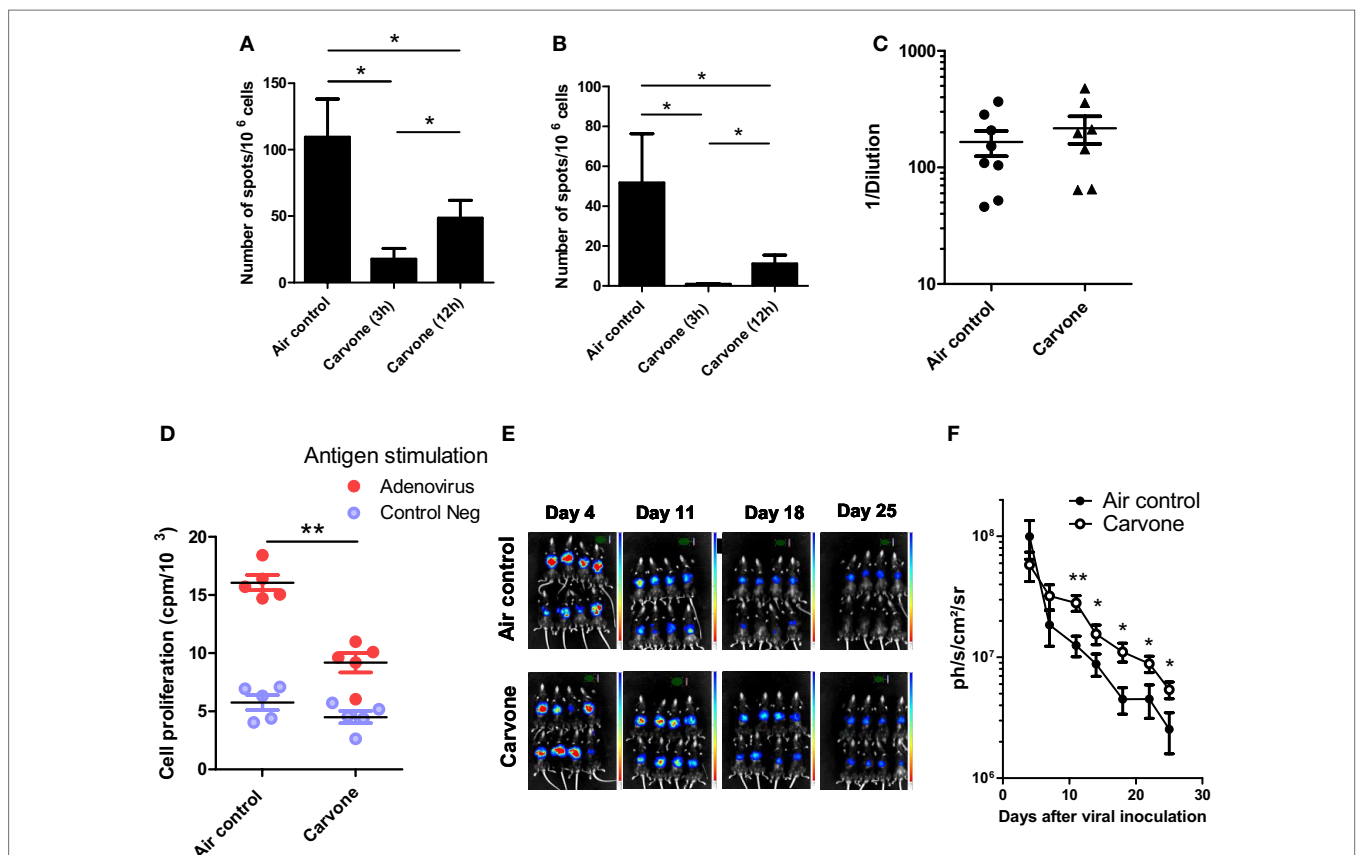 A
Number of spots/10 6 cells
150
100
50
0
*
*
*
Air control
Carvone (3h)
Carvone (12h)
B
Number of spots/10 6 cells
100
80
60
40
20
0
*
*
*
Air control
Carvone (3h)
Carvone (12h)
C
1/Dilution
1000
100
10
Air control
Carvone
D
Antigen stimulation
Adenovirus
Control Neg
Cell proliferation (cpm/10 3)
20
15
10
5
0
**
Air control
Carvone
E
Day 4
Day 11
Day 18
Day 25
Air control
Carvone
F
Air control
Carvone
ph/s/cm²/sr
10⁸
10⁷
10⁶
**
*
*
*
*
0
10
20
30
Days after viral inoculation